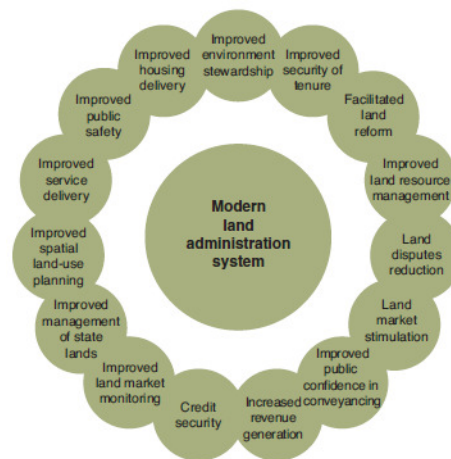 Improved
environment
stewardship
Improved
security of
tenure
Facilitated
land
reform
Improved
land resource
management
Land
disputes
reduction
Land
market
stimulation
Improved
public
confidence in
conveyancing
Increased
revenue
generation
Credit
security
Improved
land market
monitoring
Improved
management
of state
lands
Improved
spatial
land-use
planning
Improved
service
delivery
Improved
public
safety
Improved
housing
delivery
Modern
land
administration
system